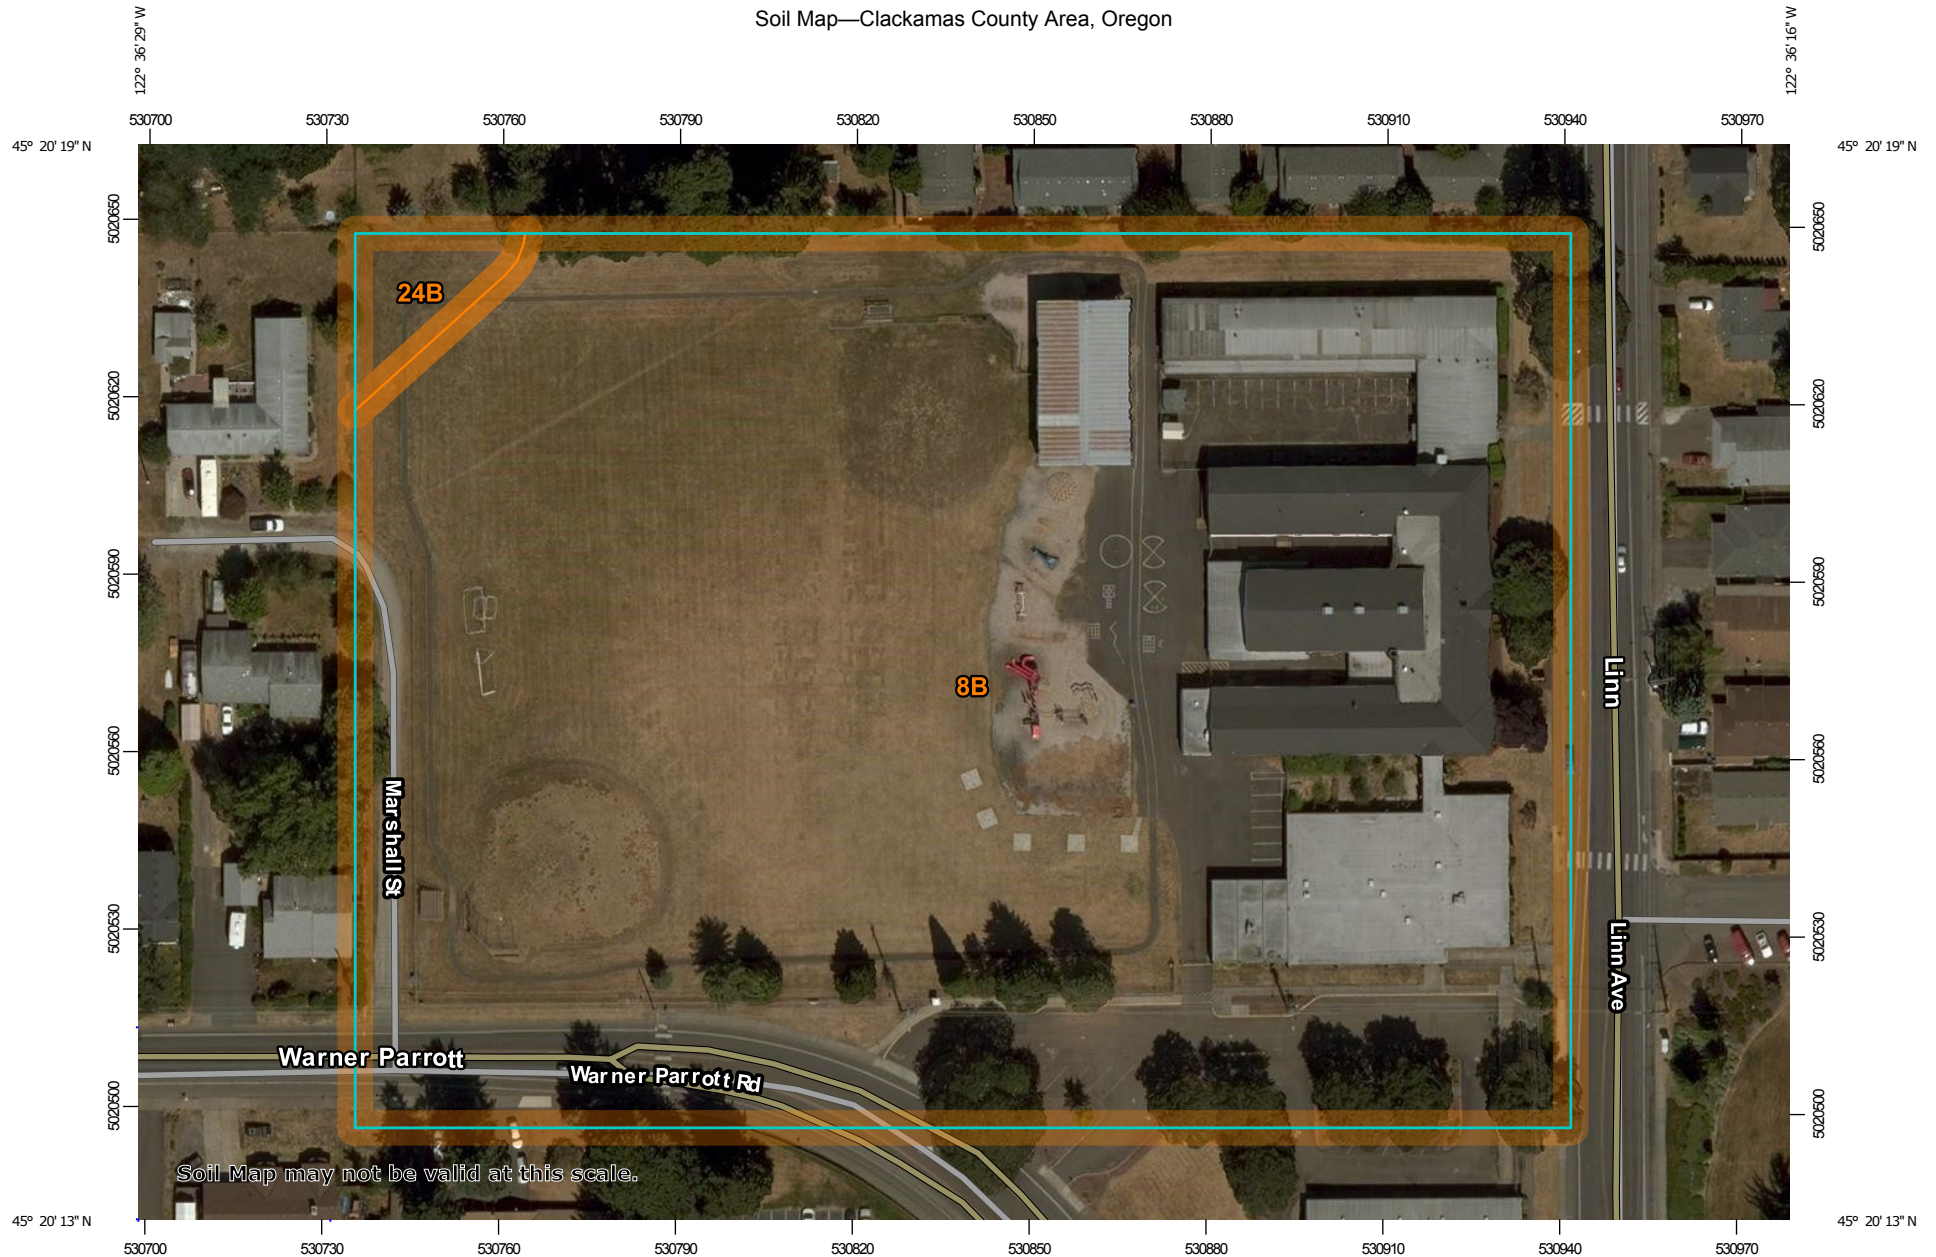 Soil Map—Clackamas County Area, Oregon
122° 36' 29" W
122° 36' 16" W
530700 530730 530760 530790 530820 530850 530880 530910 530940 530970
45° 20' 19" N
45° 20' 19" N
5020650
5020650
24B
5020620
5020620
5020590
5020590
Linn
8B
5020560
5020560
Marshall St
5020530
5020530
Linn Ave
Warner Parrott
Warner Parrott Rd
5020500
5020500
Soil Map may not be valid at this scale.
45° 20' 13" N
45° 20' 13" N
530700 530730 530760 530790 530820 530850 530880 530910 530940 530970